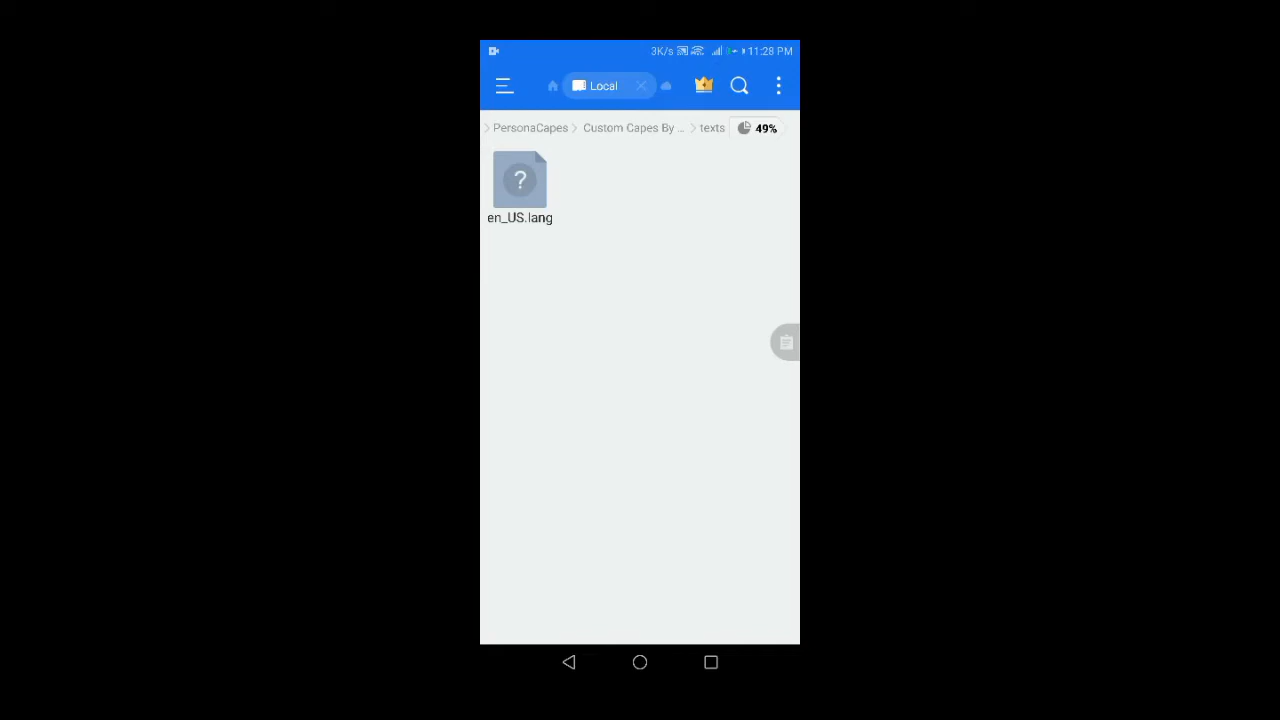 3K/s 11:28 PM
Local
PersonaCapes Custom Capes By ... texts 49%
?
en_US.lang